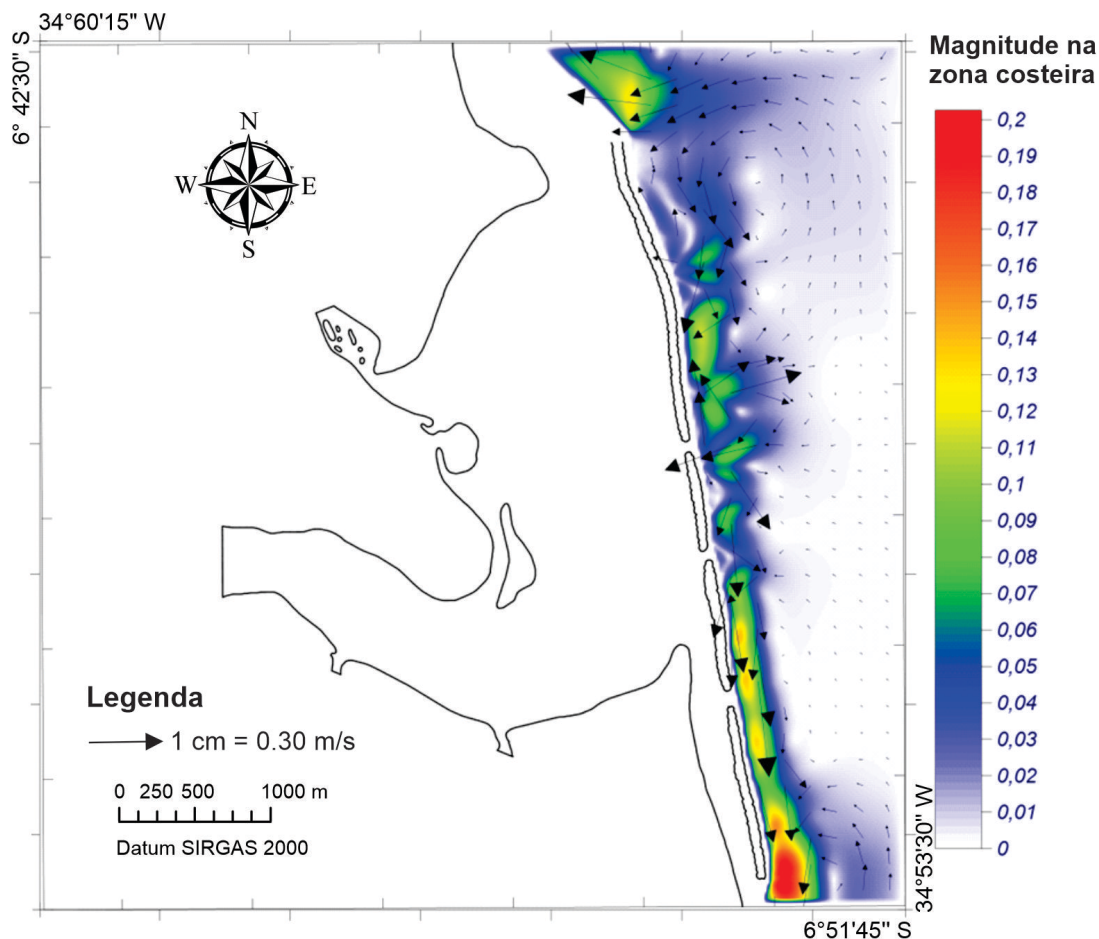 34°60'15" W
6° 42'30" S
Magnitude na
zona costeira
N
W
E
S
0,2
0,19
0,18
0,17
0,16
0,15
0,14
0,13
0,12
0,11
0,1
0,09
0,08
0,07
0,06
0,05
0,04
0,03
0,02
0,01
0
Legenda
1 cm = 0.30 m/s
0 250 500 1000 m
Datum SIRGAS 2000
34°53'30" W
6°51'45" S